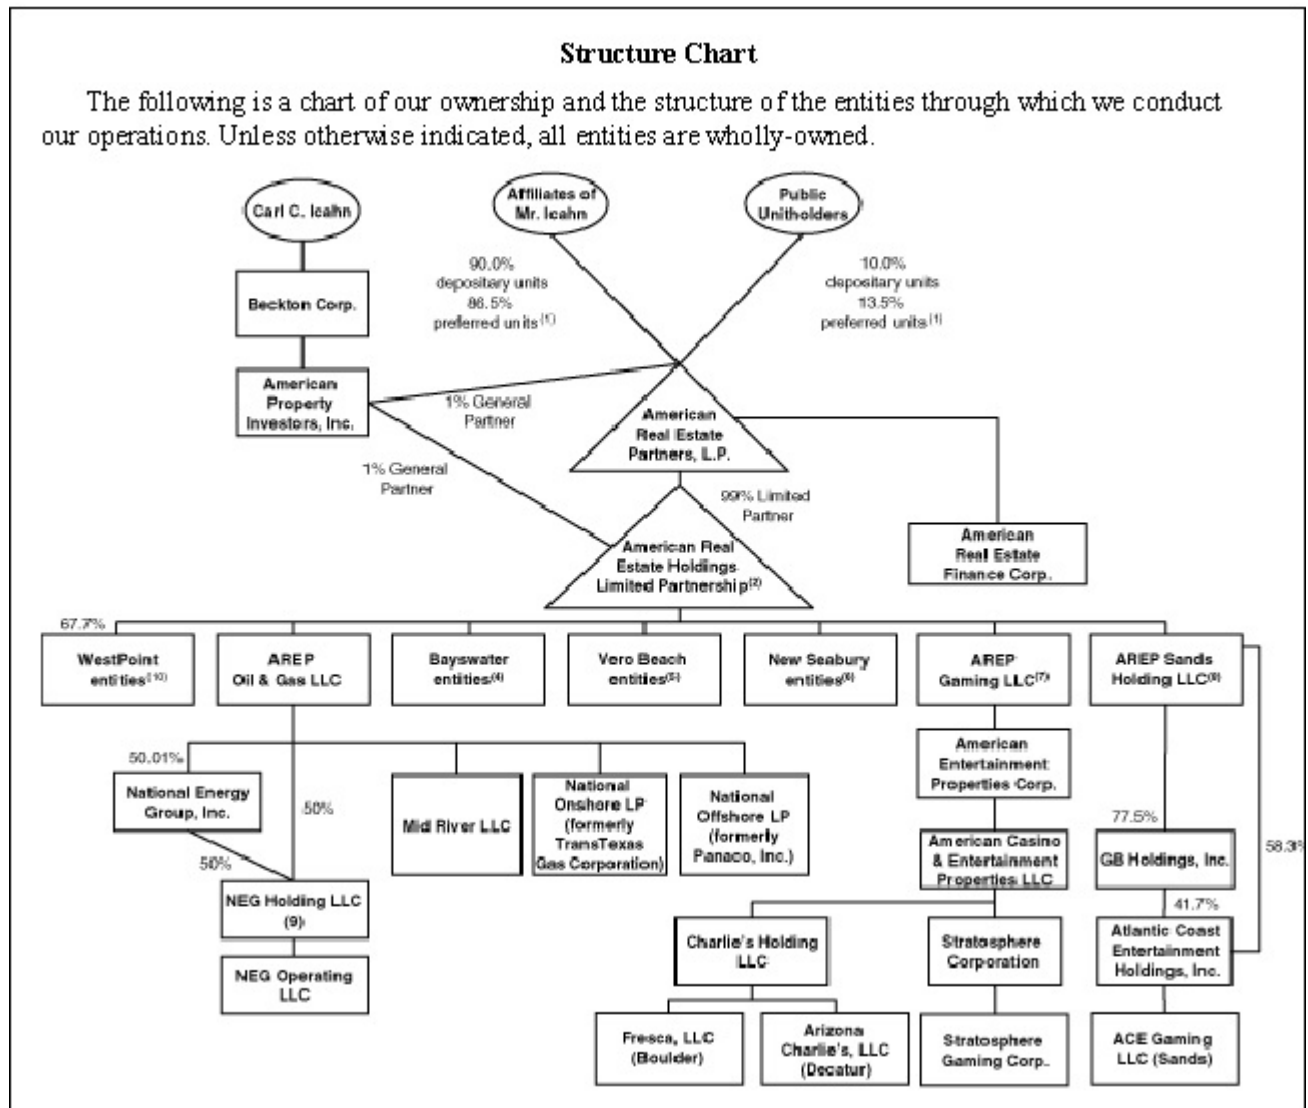 Structure Chart
The following is a chart of our ownership and the structure of the entities through which we conduct
our operations. Unless otherwise indicated, all entities are wholly-owned.
Carl C. Icahn
Affiliates of
Mr. Icahn
Public
Unitholders
90.0%
depositary units
86.5%
preferred units (1)
10.0%
depositary units
13.5%
preferred units (1)
Beckton Corp.
American
Property
Investors, Inc.
1% General
Partner
1% General
Partner
American
Real Estate
Partners, L.P.
99% Limited
Partner
American Real
Estate Holdings
Limited Partnership(2)
American
Real Estate
Finance Corp.
67.7%
WestPoint
entities(10)
AREP
Oil & Gas LLC
Bayswater
entities(4)
Vero Beach
entities(5)
New Seabury
entities(6)
AREP
Gaming LLC(7)
AREP Sands
Holding LLC(8)
50.01%
National Energy
Group, Inc.
50%
50%
Mid River LLC
National
Onshore LP
(formerly
TransTexas
Gas Corporation)
National
Offshore LP
(formerly
Panaco, Inc.)
American
Entertainment
Properties Corp.
American Casino
& Entertainment
Properties LLC
77.5%
GB Holdings, Inc.
58.3%
41.7%
NEG Holding LLC
(9)
NEG Operating
LLC
Charlie's Holding
LLC
Stratosphere
Corporation
Atlantic Coast
Entertainment
Holdings, Inc.
Fresca, LLC
(Boulder)
Arizona
Charlie's, LLC
(Decatur)
Stratosphere
Gaming Corp.
ACE Gaming
LLC (Sands)